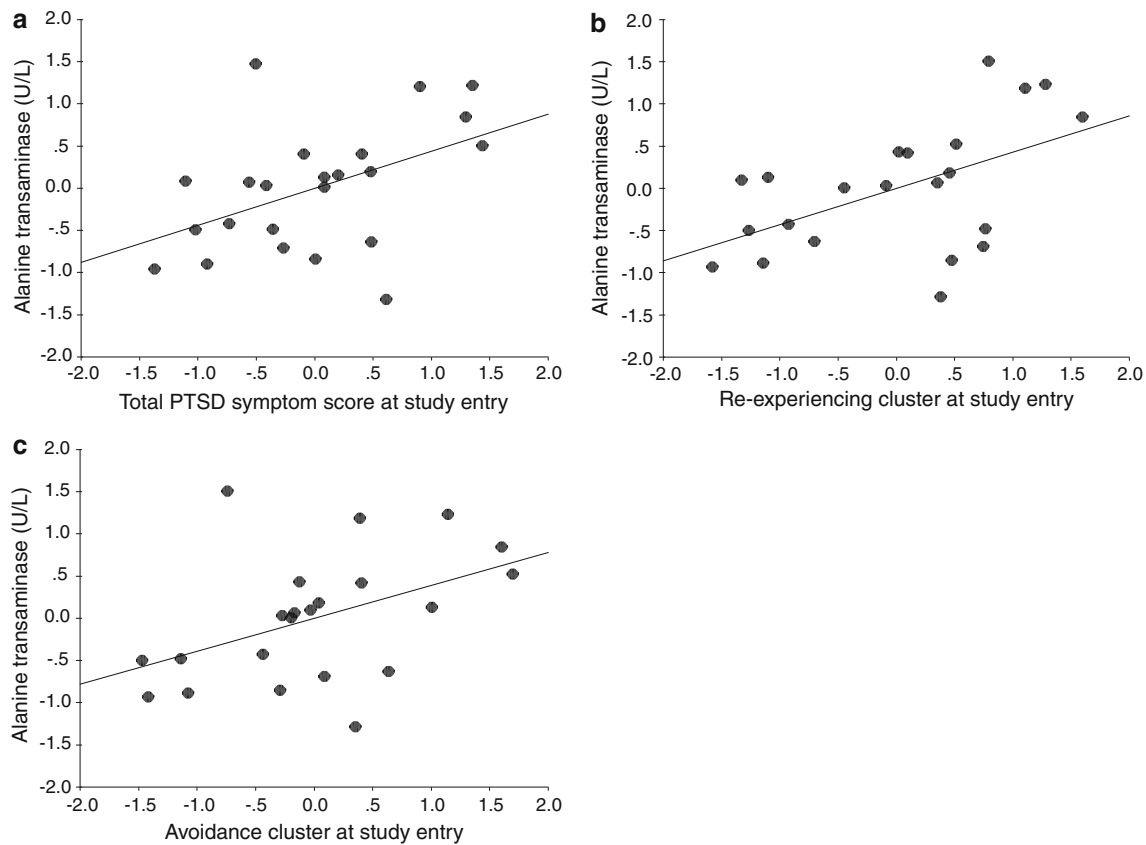 a
Alanine transaminase (U/L)
2.0
1.5
1.0
.5
0.0
-.5
-1.0
-1.5
-2.0
-2.0 -1.5 -1.0 -.5 0.0 .5 1.0 1.5 2.0
Total PTSD symptom score at study entry
b
Alanine transaminase (U/L)
2.0
1.5
1.0
.5
0.0
-.5
-1.0
-1.5
-2.0
-2.0 -1.5 -1.0 -.5 0.0 .5 1.0 1.5 2.0
Re-experiencing cluster at study entry
c
Alanine transaminase (U/L)
2.0
1.5
1.0
.5
0.0
-.5
-1.0
-1.5
-2.0
-2.0 -1.5 -1.0 -.5 0.0 .5 1.0 1.5 2.0
Avoidance cluster at study entry